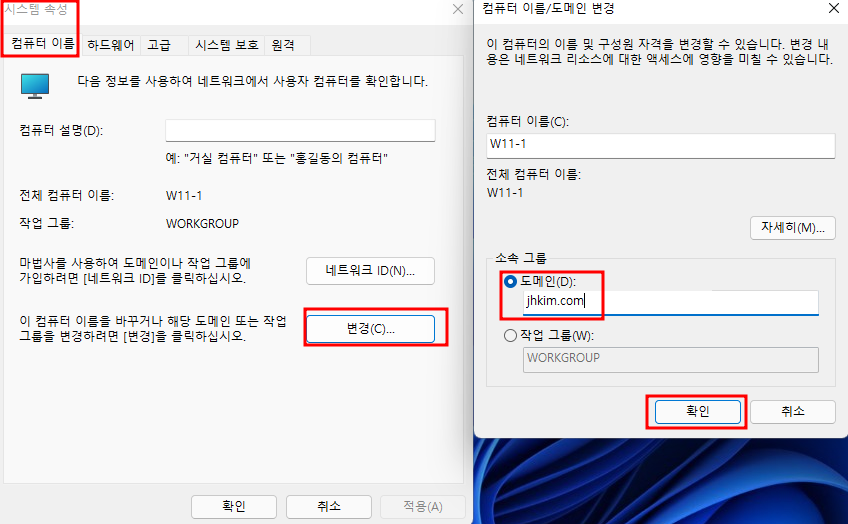 시스템 속성
컴퓨터 이름
하드웨어
고급
시스템 보호
원격
다음 정보를 사용하여 네트워크에서 사용자 컴퓨터를 확인합니다.
컴퓨터 설명(D):
예: "거실 컴퓨터" 또는 "홍길동의 컴퓨터"
전체 컴퓨터 이름:
W11-1
작업 그룹:
WORKGROUP
마법사를 사용하여 도메인이나 작업 그룹에
가입하려면 [네트워크 ID]를 클릭하십시오.
네트워크 ID(N)...
이 컴퓨터 이름을 바꾸거나 해당 도메인 또는 작업
그룹을 변경하려면 [변경]을 클릭하십시오.
변경(C)...
확인
취소
적용(A)
컴퓨터 이름/도메인 변경
이 컴퓨터의 이름 및 구성원 자격을 변경할 수 있습니다. 변경 내
용은 네트워크 리소스에 대한 액세스에 영향을 미칠 수 있습니다.
컴퓨터 이름(C):
W11-1
전체 컴퓨터 이름:
W11-1
자세히(M)...
소속 그룹
도메인(D):
jhkim.com
작업 그룹(W):
WORKGROUP
확인
취소